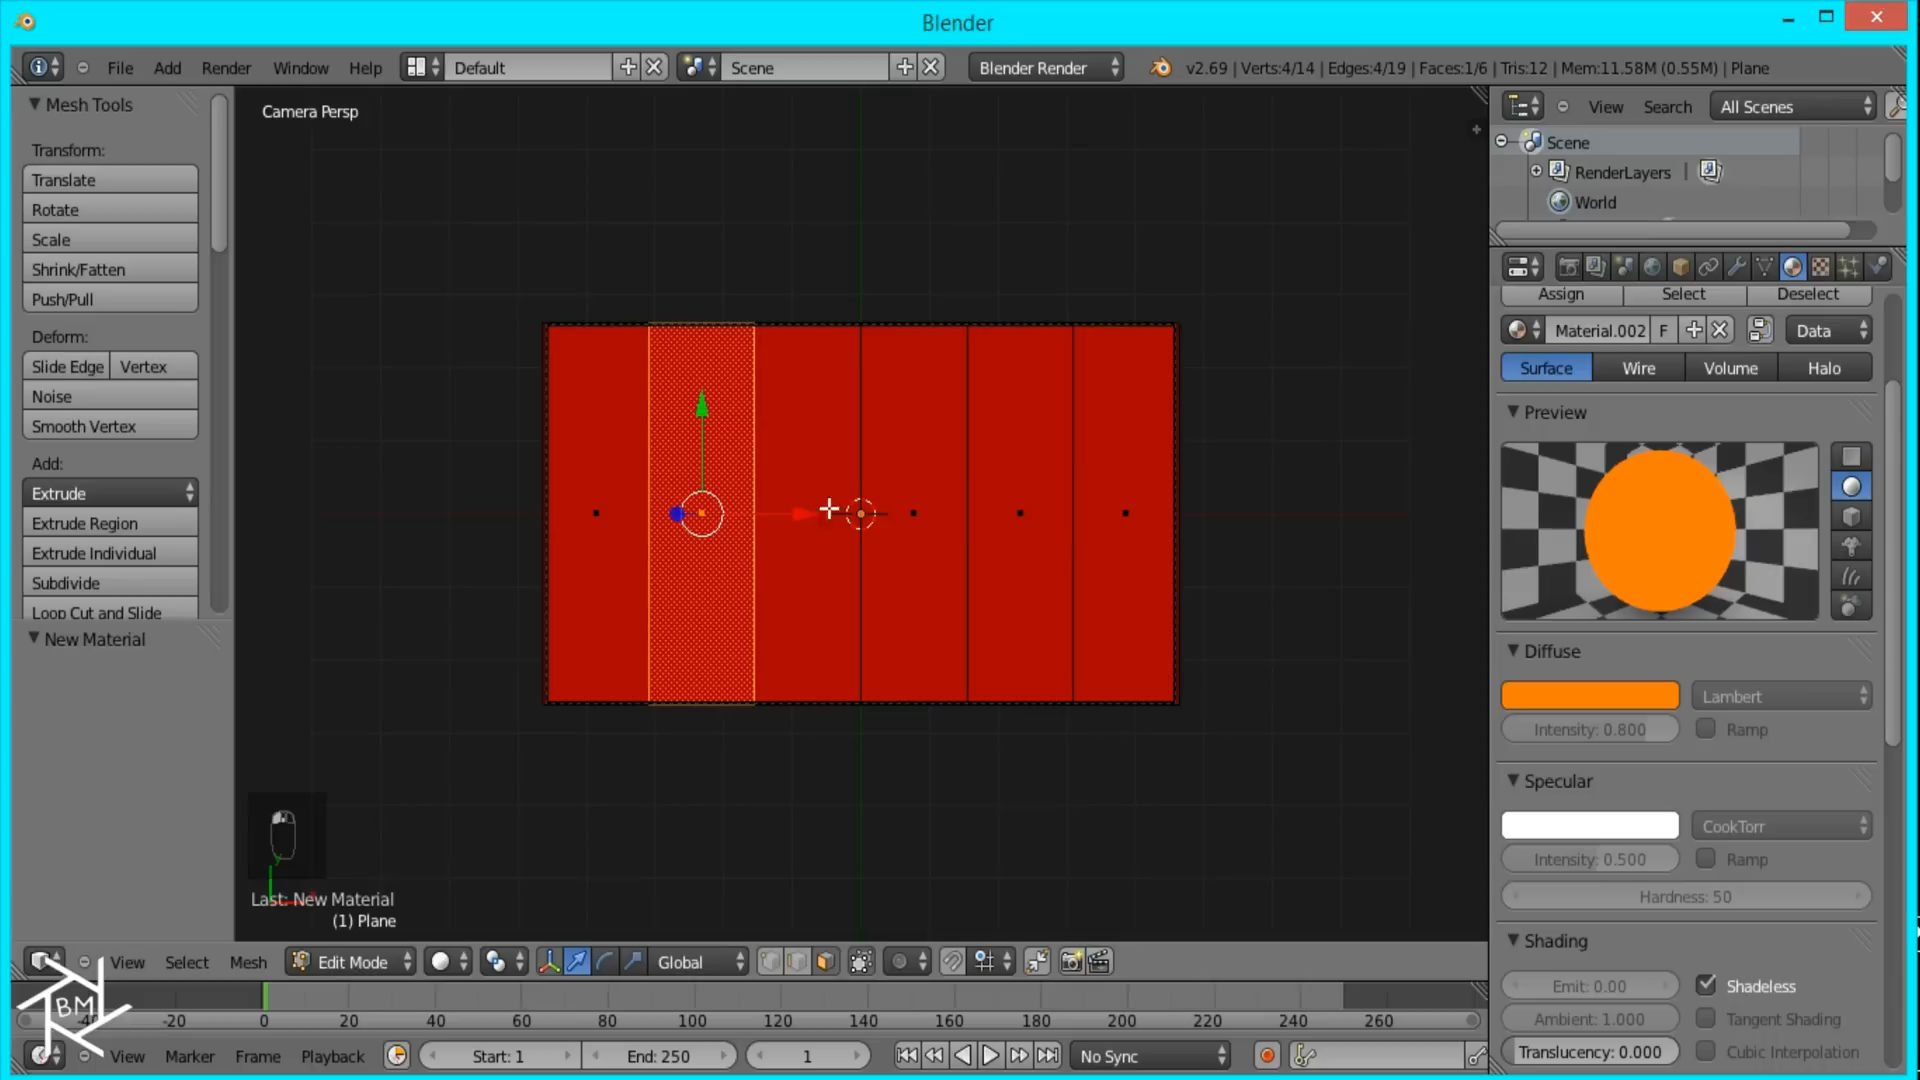 Blender
File Add Render Window Help Default Scene Blender Render v2.69 | Verts:4/14 | Edges:4/19 | Faces:1/6 | Tris:12 | Mem:11.58M (0.55M) | Plane
Mesh Tools
Transform:
Translate
Rotate
Scale
Shrink/Fatten
Push/Pull
Deform:
Slide Edge Vertex
Noise
Smooth Vertex
Add:
Extrude
Extrude Region
Extrude Individual
Subdivide
Loop Cut and Slide
New Material
Camera Persp
Last: New Material
(1) Plane
View Search All Scenes
Scene
RenderLayers
World
Assign Select Deselect
Material.002 F Data
Surface Wire Volume Halo
Preview
Diffuse
Lambert
Intensity: 0.800 Ramp
Specular
CookTorr
Intensity: 0.500 Ramp
Hardness: 50
Shading
Emit: 0.00 Shadeless
Ambient: 1.000 Tangent Shading
Translucency: 0.000 Cubic Interpolation
View Select Mesh Edit Mode Global
BM
-40 -20 0 20 40 60 80 100 120 140 160 180 200 220 240 260
View Marker Frame Playback Start: 1 End: 250 1 No Sync